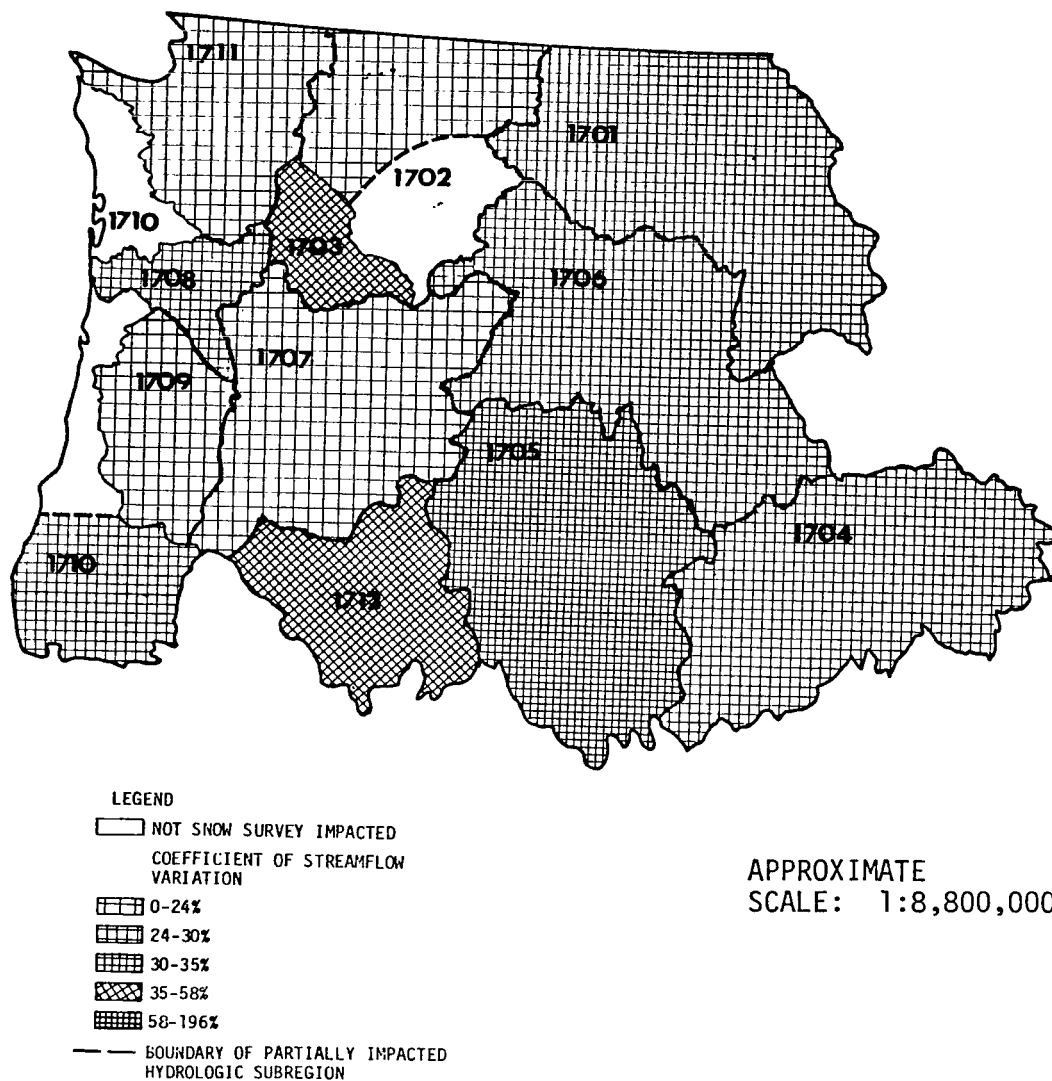 1711
1701
1702
1710
1703
1708
1706
1707
1709
1705
1704
1710
1712
LEGEND
NOT SNOW SURVEY IMPACTED
COEFFICIENT OF STREAMFLOW
VARIATION
0-24%
24-30%
30-35%
35-58%
58-196%
BOUNDARY OF PARTIALLY IMPACTED
HYDROLOGIC SUBREGION
APPROXIMATE
SCALE: 1:8,800,000